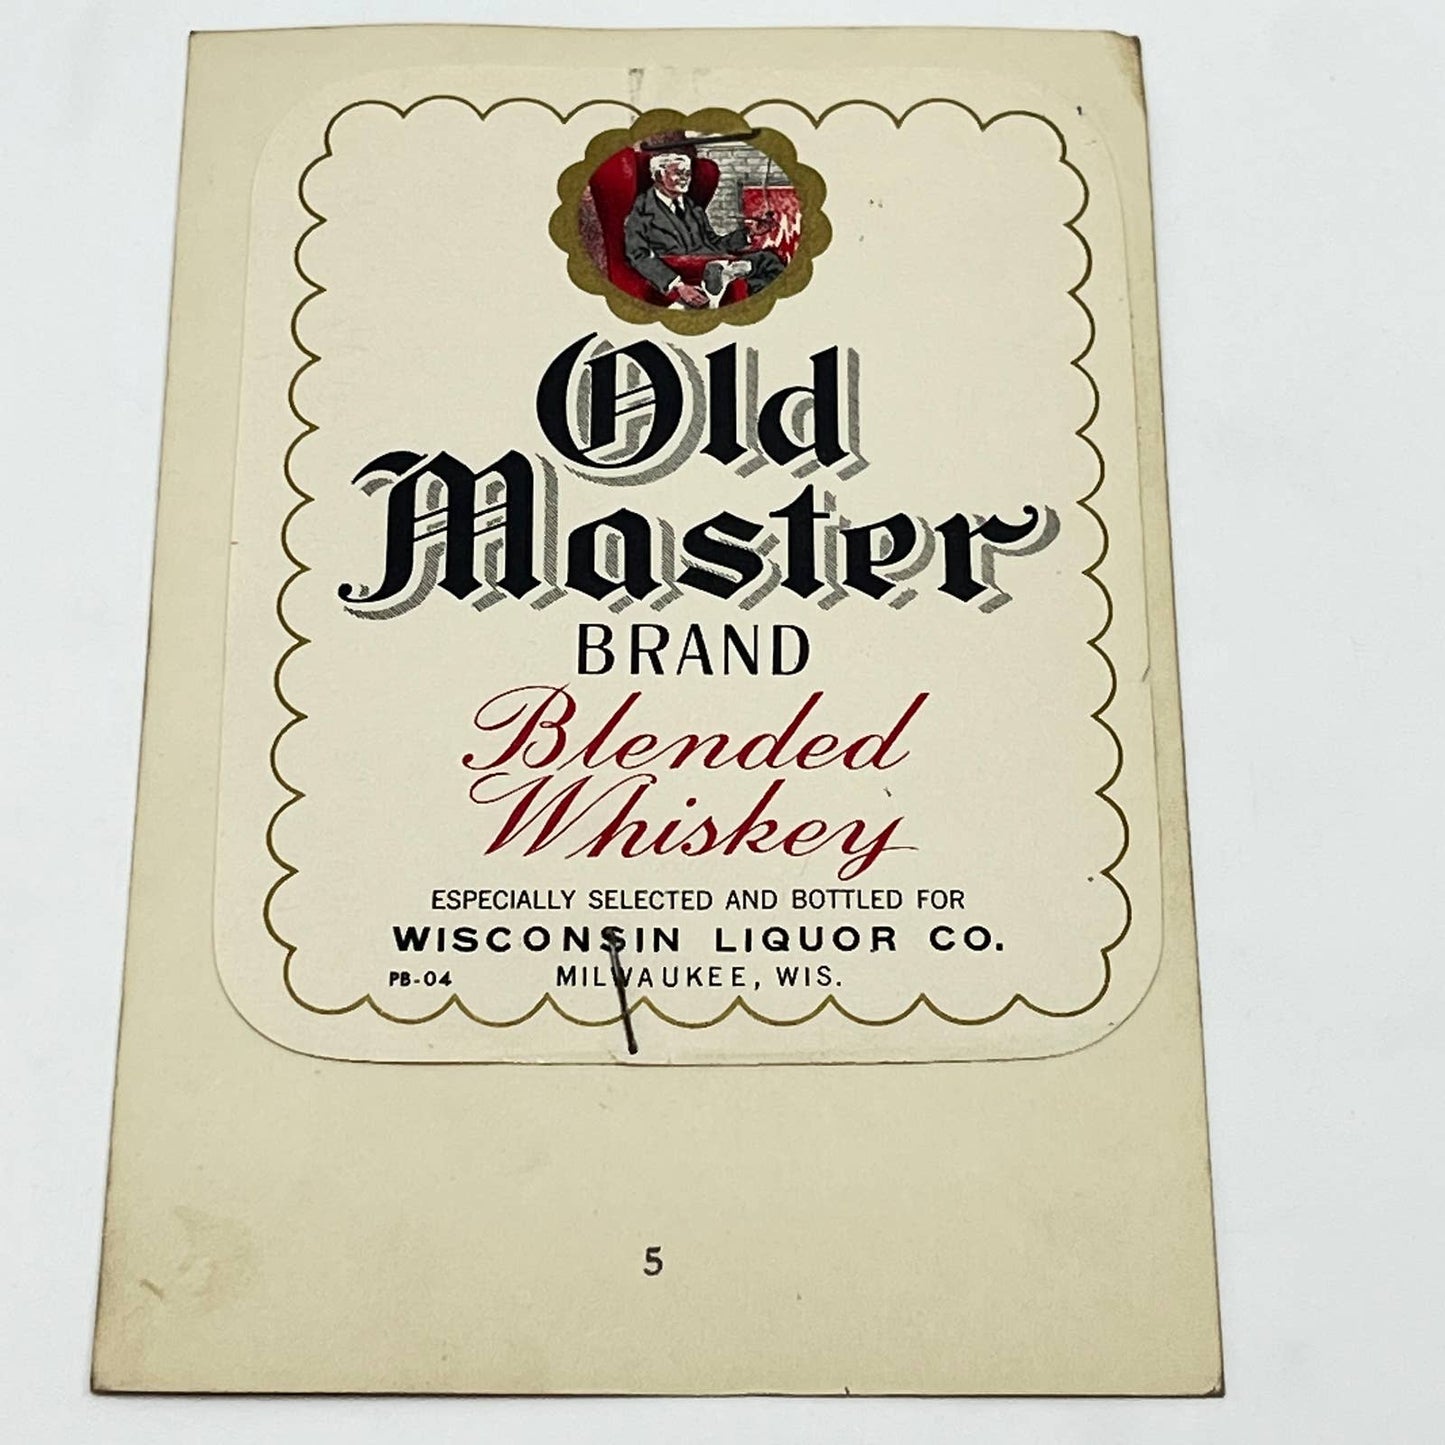 Old
Master
BRAND
Blended
Whiskey
ESPECIALLY SELECTED AND BOTTLED FOR
WISCONSIN LIQUOR CO.
PB-04 MILWAUKEE, WIS.
5